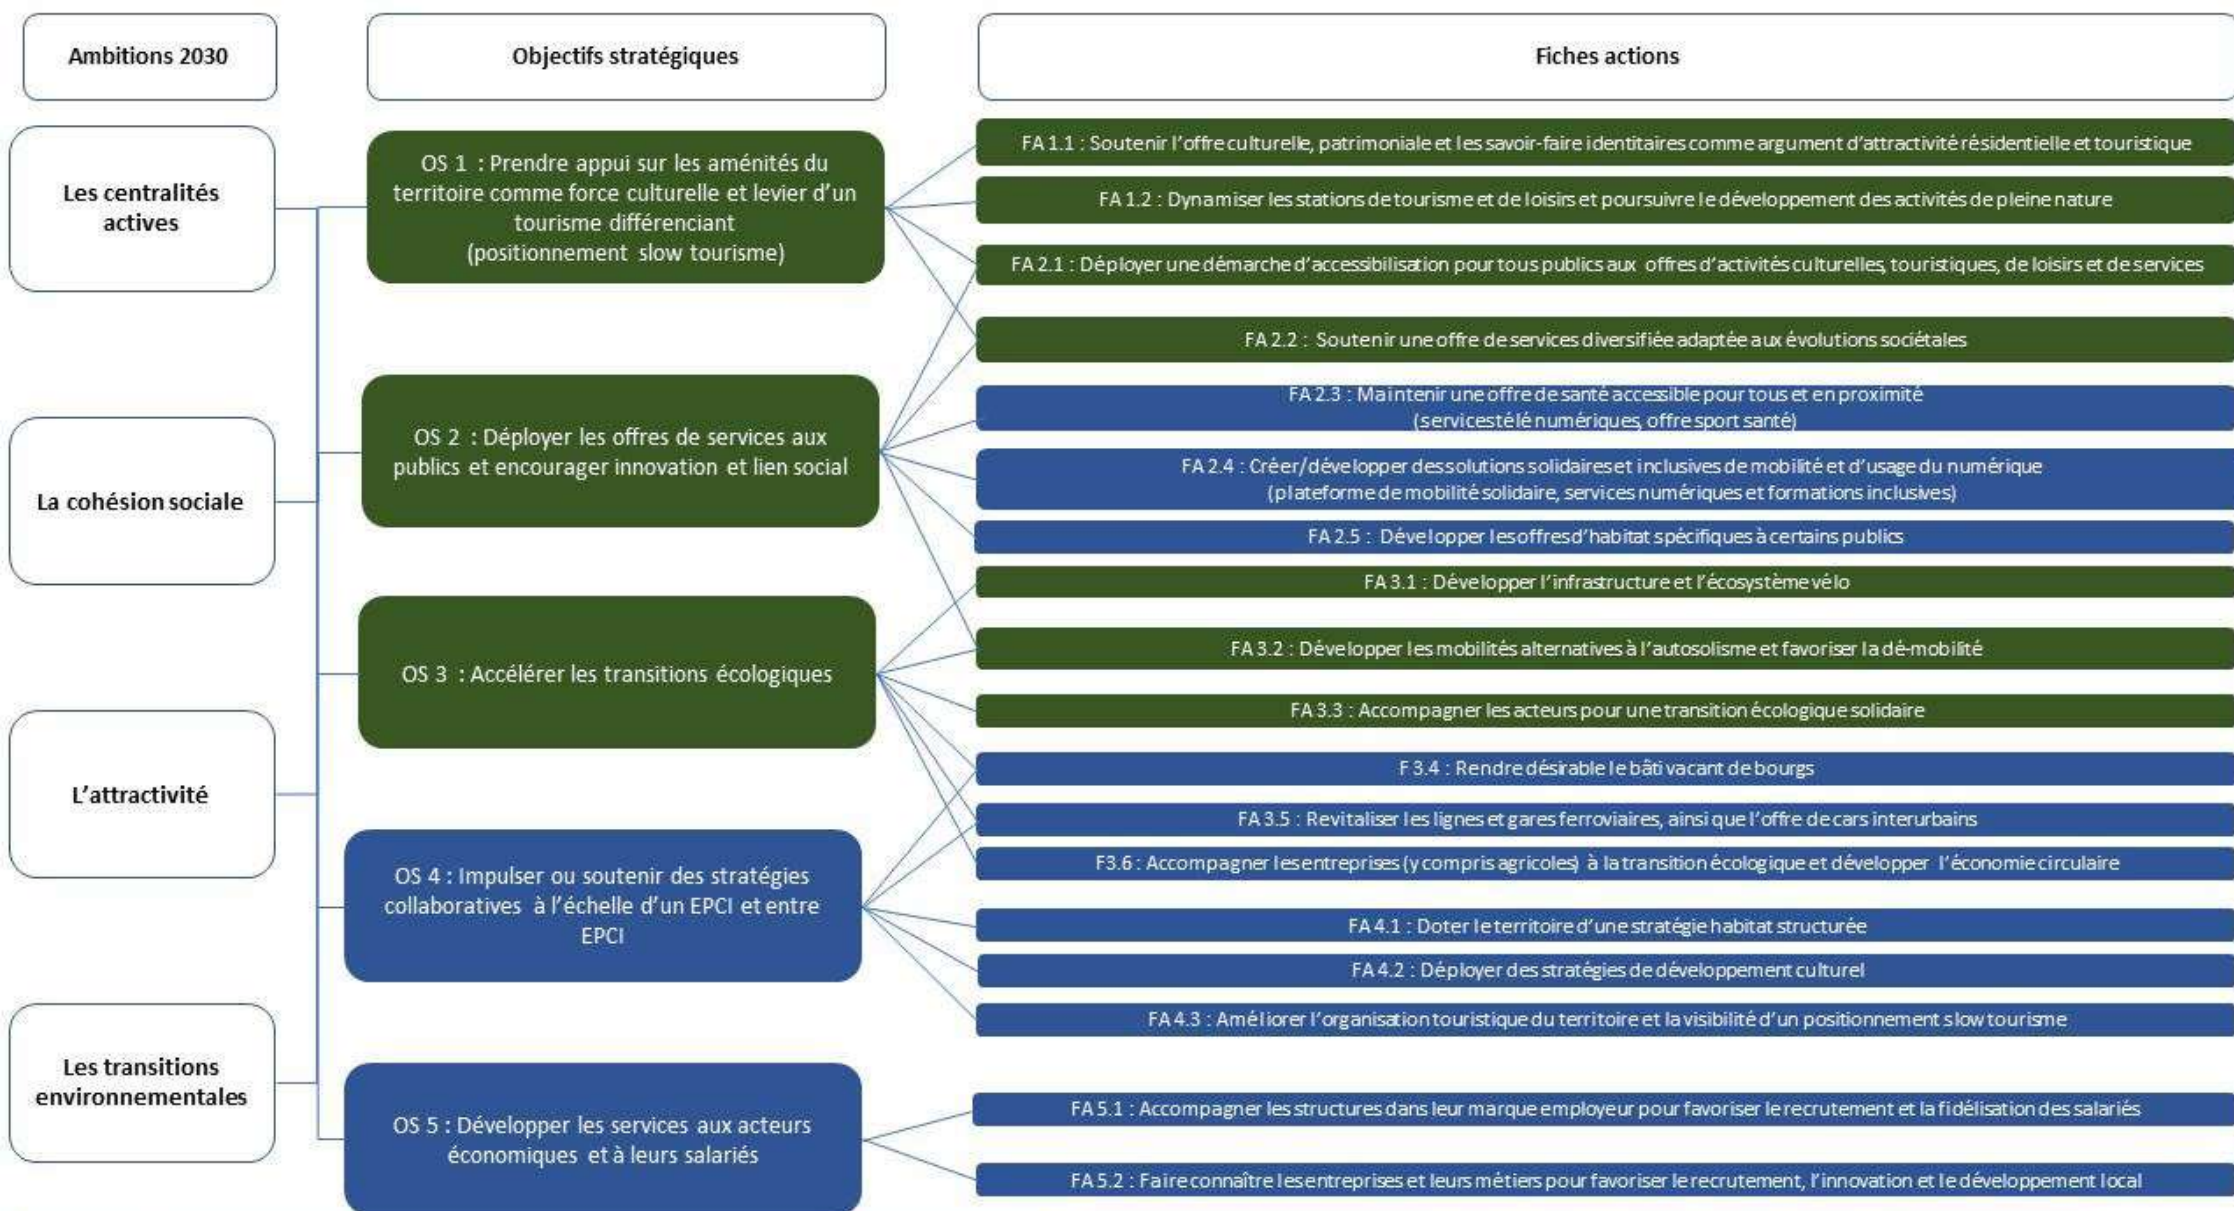 Ambitions 2030
Objectifs stratégiques
Fiches actions
Les centralités
actives
La cohésion sociale
L'attractivité
Les transitions
environnementales
OS 1 : Prendre appui sur les aménités du
territoire comme force culturelle et levier d'un
tourisme différenciant
(positionnement slow tourisme)
OS 2 : Déployer les offres de services aux
publics et encourager innovation et lien social
OS 3 : Accélérer les transitions écologiques
OS 4 : Impulser ou soutenir des stratégies
collaboratives à l'échelle d'un EPCI et entre
EPCI
OS 5 : Développer les services aux acteurs
économiques et à leurs salariés
FA 1.1 : Soutenir l'offre culturelle, patrimoniale et les savoir-faire identitaires comme argument d'attractivité résidentielle et touristique
FA 1.2 : Dynamiser les stations de tourisme et de loisirs et poursuivre le développement des activités de pleine nature
FA 2.1 : Déployer une démarche d'accessibilisation pour tous publics aux offres d'activités culturelles, touristiques, de loisirs et de services
FA 2.2 : Soutenir une offre de services diversifiée adaptée aux évolutions sociétales
FA 2.3 : Maintenir une offre de santé accessible pour tous et en proximité
(services télé numériques, offre sport santé)
FA 2.4 : Créer/développer des solutions solidaires et inclusives de mobilité et d'usage du numérique
(plateforme de mobilité solidaire, services numériques et formations inclusives)
FA 2.5 : Développer les offres d'habitat spécifiques à certains publics
FA 3.1 : Développer l'infrastructure et l'écosystème vélo
FA 3.2 : Développer les mobilités alternatives à l'autosolisme et favoriser la dé-mobilité
FA 3.3 : Accompagner les acteurs pour une transition écologique solidaire
F 3.4 : Rendre désirable le bâti vacant de bourgs
FA 3.5 : Revitaliser les lignes et gares ferroviaires, ainsi que l'offre de cars interurbains
F3.6 : Accompagner les entreprises (y compris agricoles) à la transition écologique et développer l'économie circulaire
FA 4.1 : Doter le territoire d'une stratégie habitat structurée
FA 4.2 : Déployer des stratégies de développement culturel
FA 4.3 : Améliorer l'organisation touristique du territoire et la visibilité d'un positionnement slow tourisme
FA 5.1 : Accompagner les structures dans leur marque employeur pour favoriser le recrutement et la fidélisation des salariés
FA 5.2 : Faire connaître les entreprises et leurs métiers pour favoriser le recrutement, l'innovation et le développement local